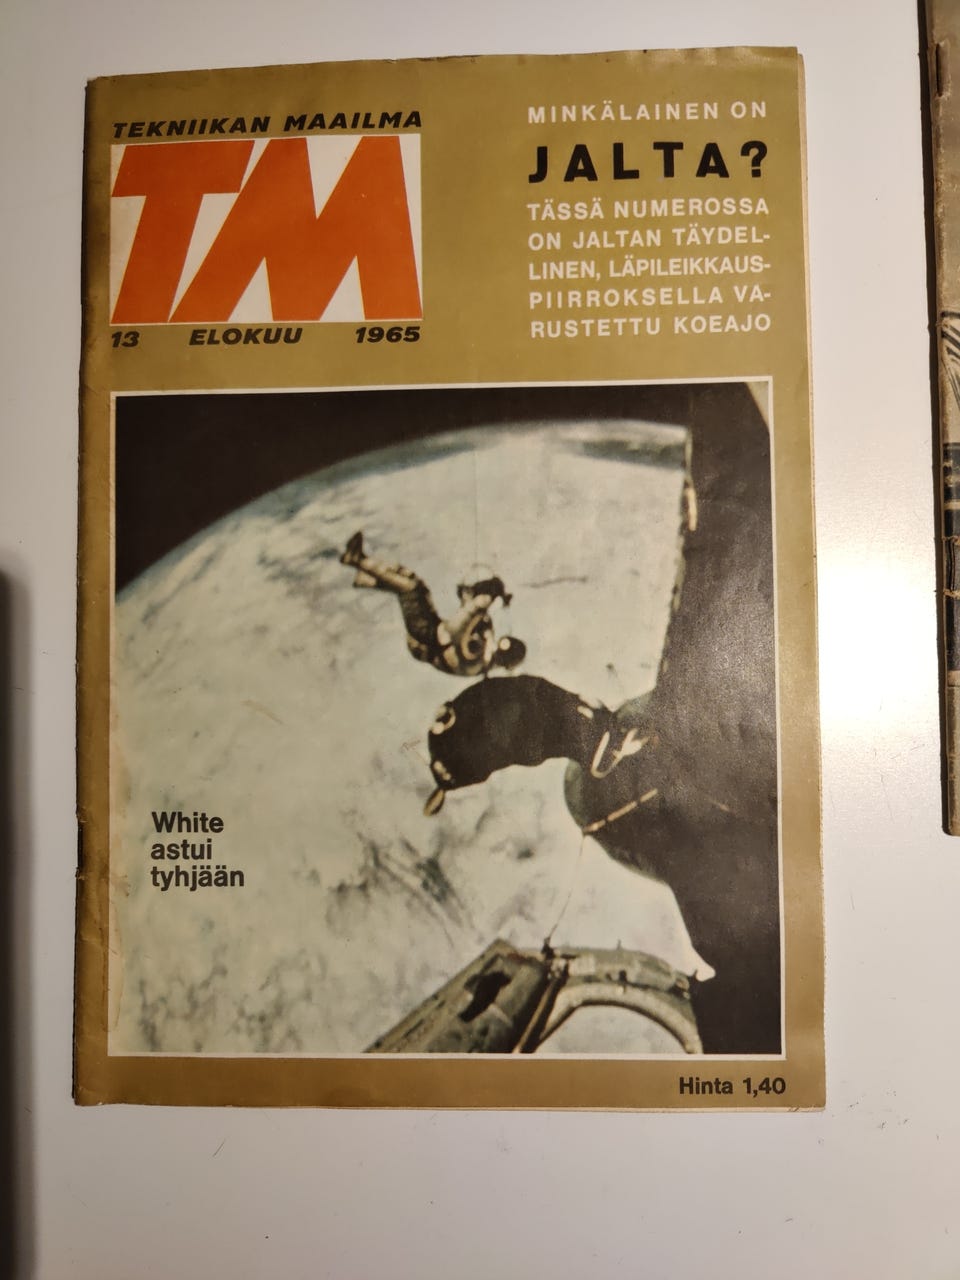 TEKNIIKAN MAAILMA
TM
13 ELOKUU 1965
MINKÄLAINEN ON
JALTA?
TÄSSÄ NUMEROSSA
ON JALTAN TÄYDEL-
LINEN, LÄPILEIKKAUS-
PIIRROKSELLA VA-
RUSTETTU KOEAJO
White
astui
tyhjään
Hinta 1,40